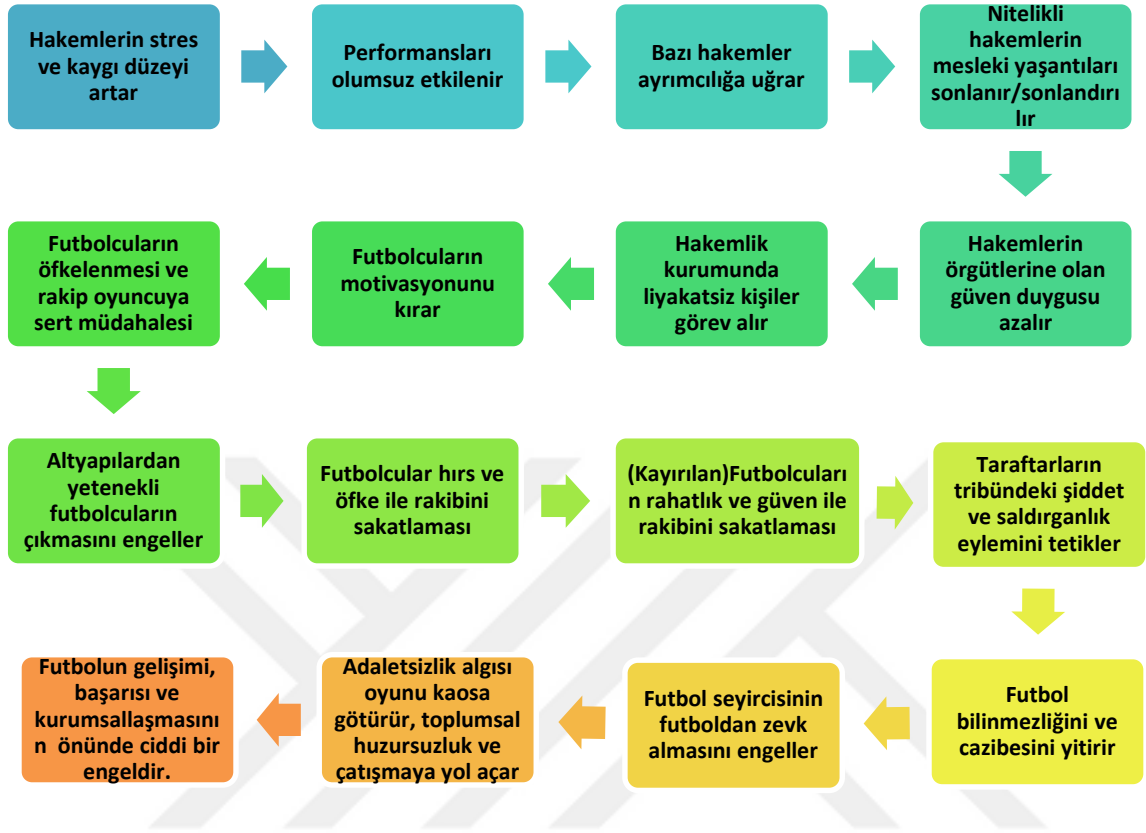 Hakemlerin stres
ve kaygı düzeyi
artar
Performansları
olumsuz etkilenir
Bazı hakemler
ayrımcılığa uğrar
Nitelikli
hakemlerin
mesleki yaşantıları
sonlanır/sonlandırı
lır
Hakemlerin
örgütlerine olan
güven duygusu
azalır
Hakemlik
kurumunda
liyakatsiz kişiler
görev alır
Futbolcuların
motivasyonunu
kırar
Futbolcuların
öfkelenmesi ve
rakip oyuncuya
sert müdahalesi
Altyapılardan
yetenekli
futbolcuların
çıkmasını engeller
Futbolcular hırs ve
öfke ile rakibini
sakatlaması
(Kayırılan)Futbolcuları
n rahatlık ve güven ile
rakibini sakatlaması
Taraftarların
tribündeki şiddet
ve saldırganlık
eylemini tetikler
Futbol
bilinmezliğini ve
cazibesini yitirir
Futbol seyircisinin
futboldan zevk
almasını engeller
Adaletsizlik algısı
oyunu kaosa
götürür, toplumsal
huzursuzluk ve
çatışmaya yol açar
Futbolun gelişimi,
başarısı ve
kurumsallaşmasını
n önünde ciddi bir
engeldir.